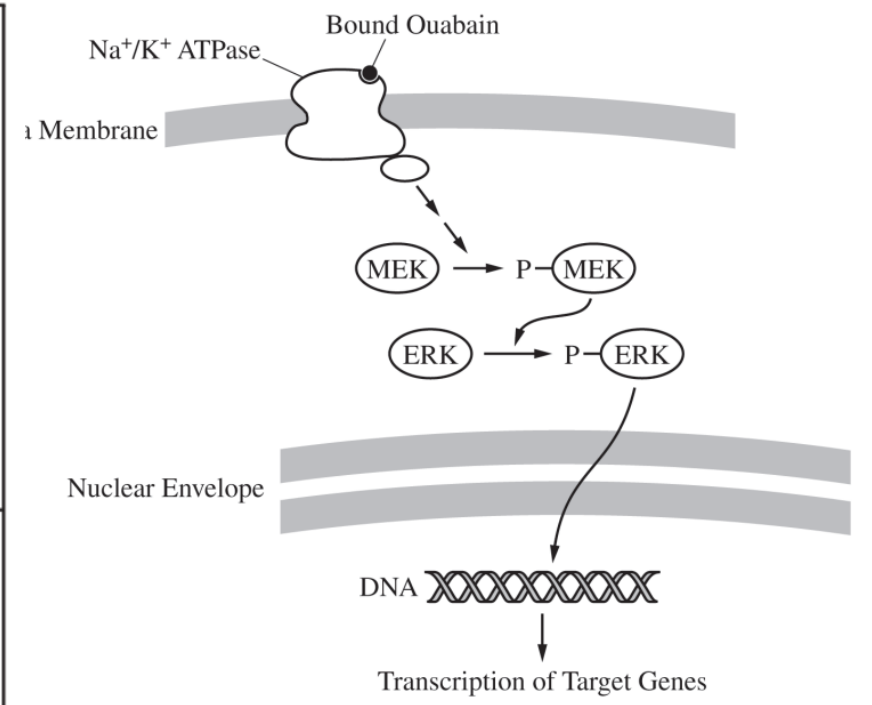 Bound Ouabain
Na⁺/K⁺ ATPase
a Membrane
MEK
P
MEK
ERK
P
ERK
Nuclear Envelope
DNA
Transcription of Target Genes